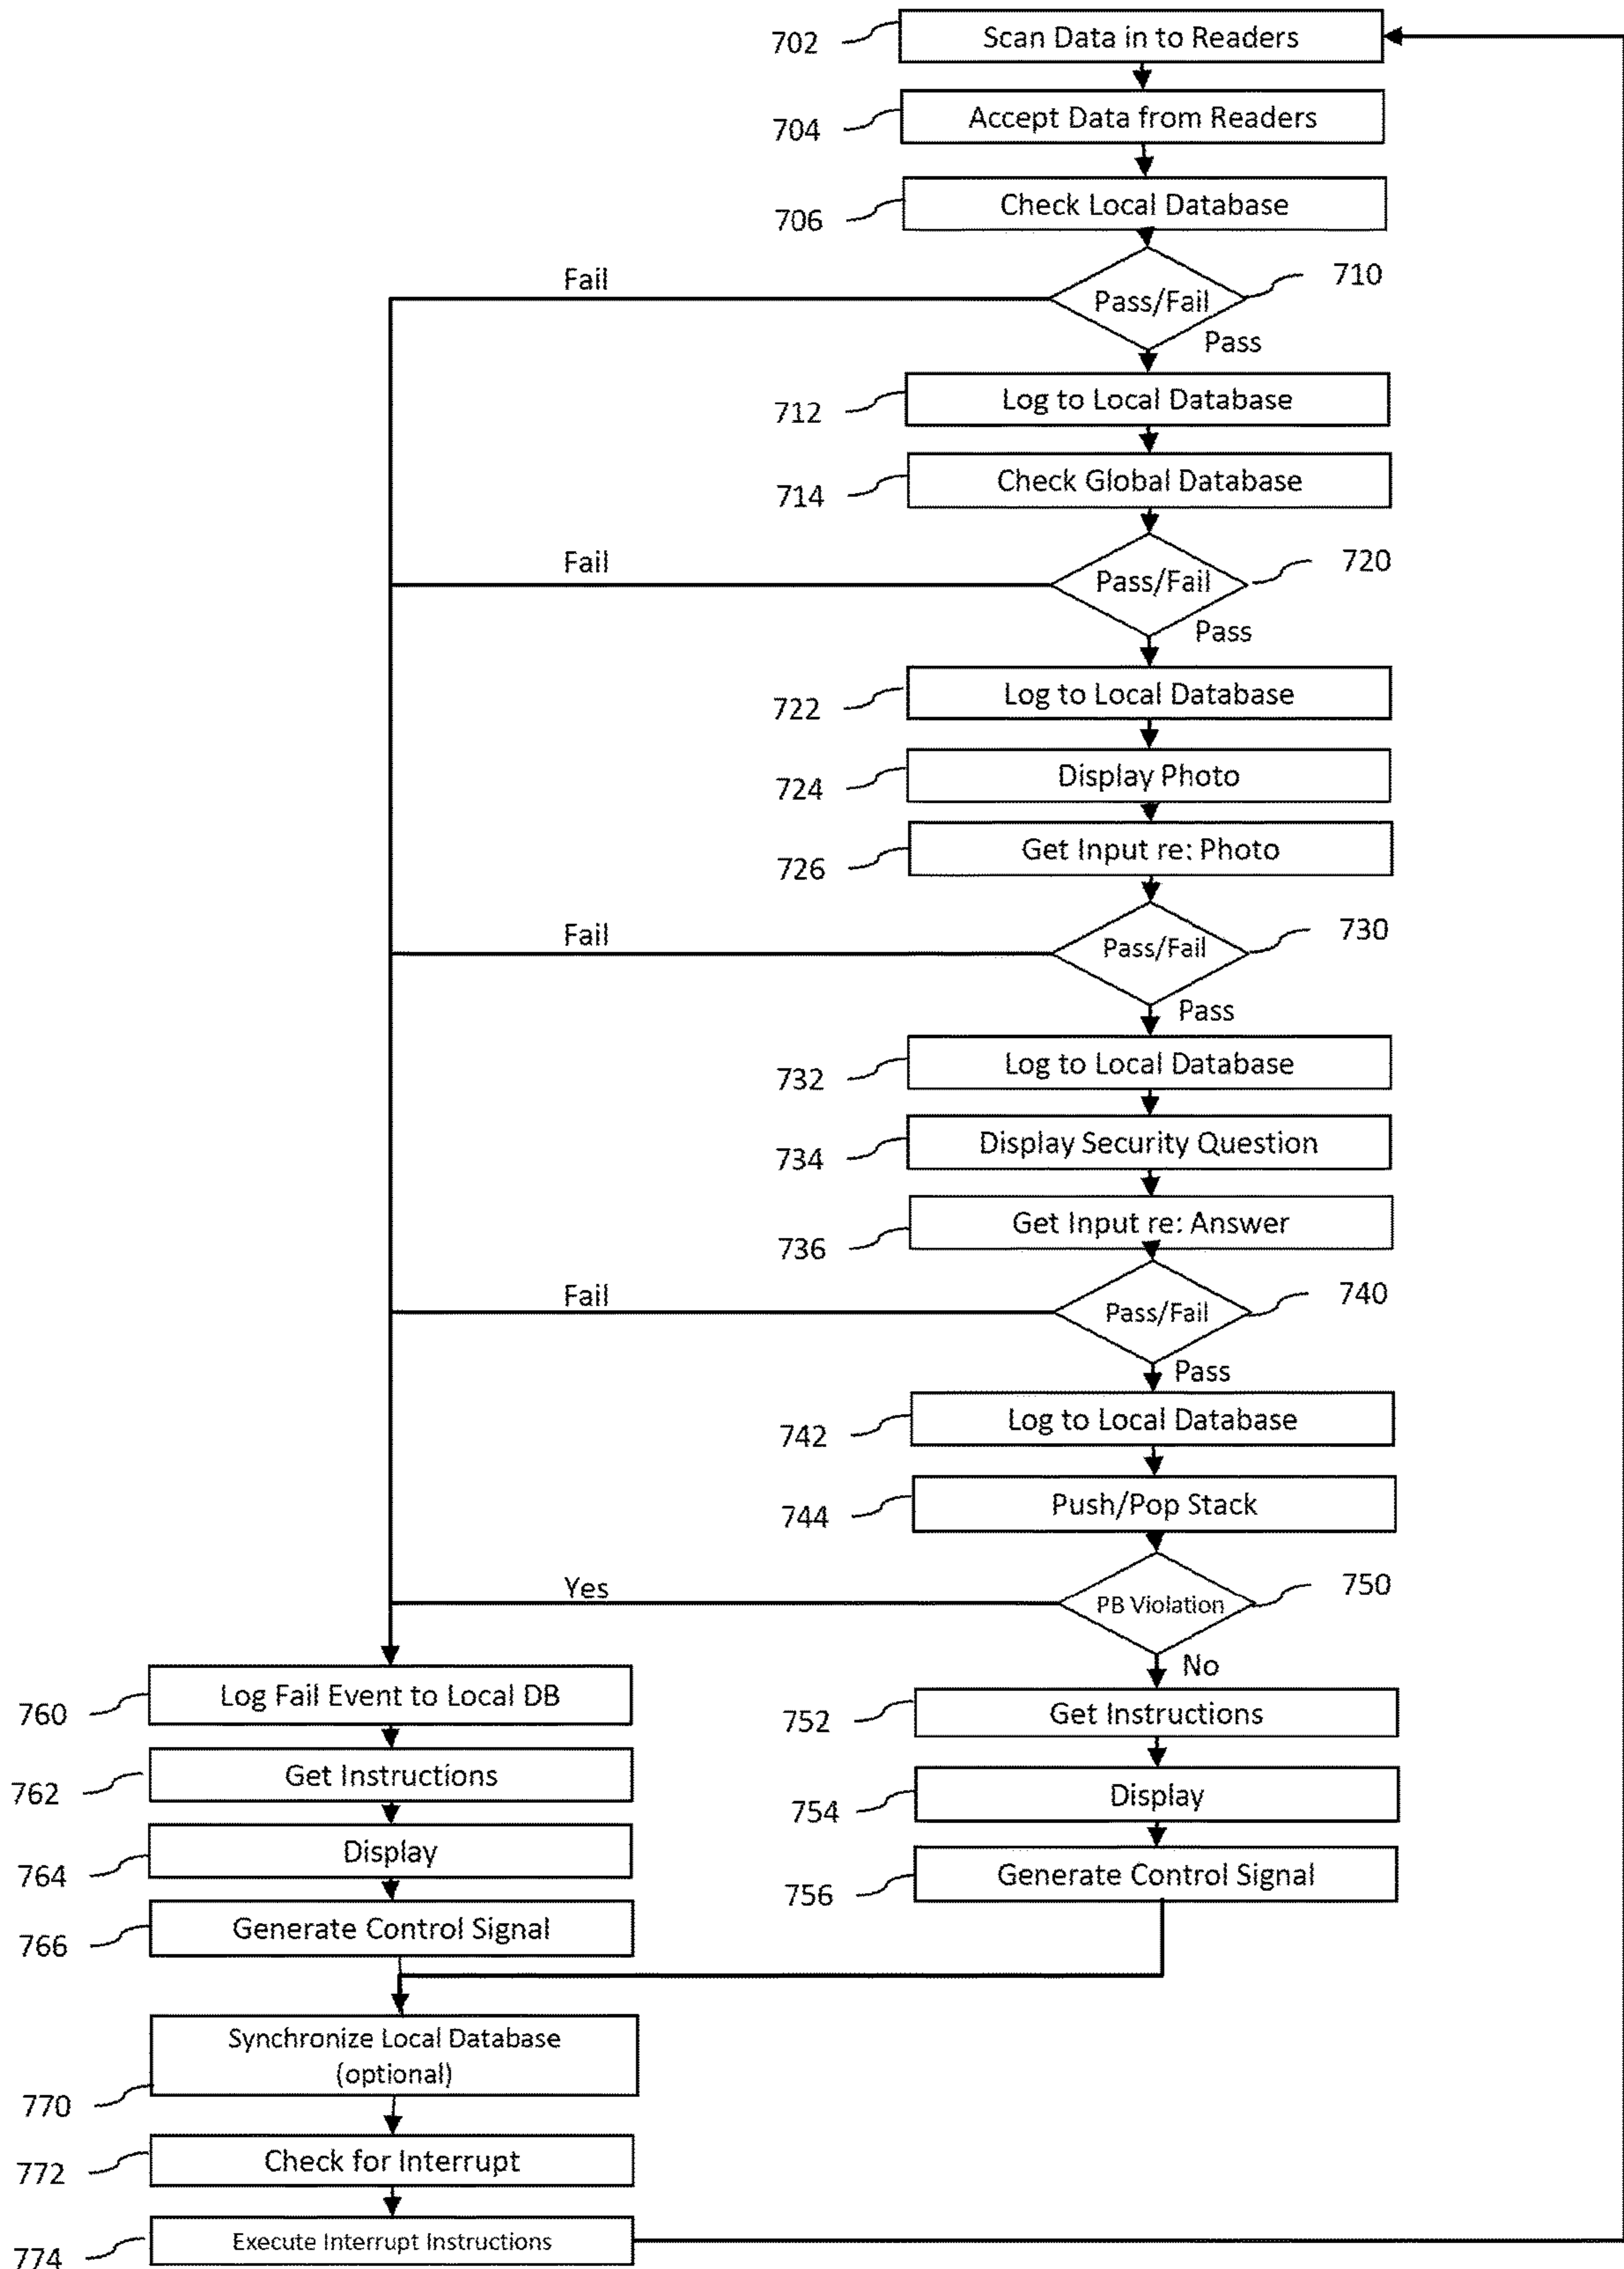 702
Scan Data in to Readers
704
Accept Data from Readers
706
Check Local Database
Fail
710
Pass/Fail
Pass
712
Log to Local Database
714
Check Global Database
Fail
720
Pass/Fail
Pass
722
Log to Local Database
724
Display Photo
726
Get Input re: Photo
Fail
730
Pass/Fail
Pass
732
Log to Local Database
734
Display Security Question
736
Get Input re: Answer
Fail
740
Pass/Fail
Pass
742
Log to Local Database
744
Push/Pop Stack
Yes
750
PB Violation
No
752
Get Instructions
754
Display
756
Generate Control Signal
760
Log Fail Event to Local DB
762
Get Instructions
764
Display
766
Generate Control Signal
770
Synchronize Local Database
(optional)
772
Check for Interrupt
774
Execute Interrupt Instructions